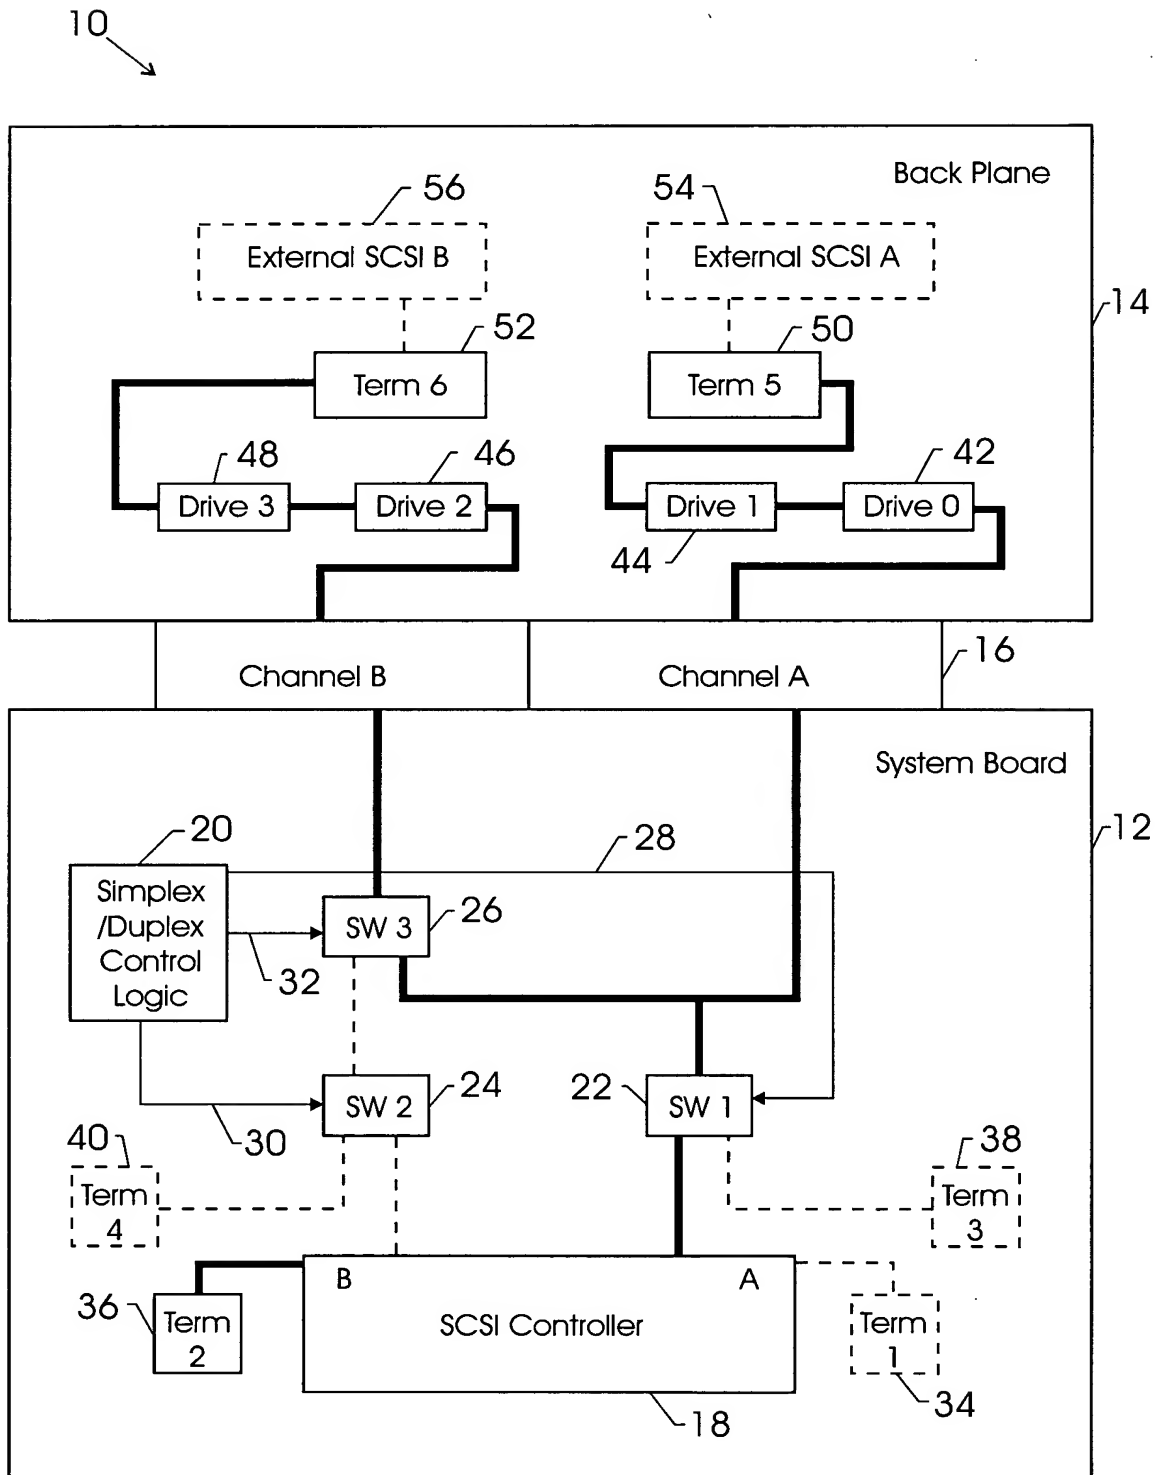 10
Back Plane
56
54
External SCSI B
External SCSI A
14
52
50
Term 6
Term 5
48
46
42
Drive 3
Drive 2
Drive 1
Drive 0
44
Channel B
Channel A
16
System Board
20
28
12
Simplex
/Duplex
Control
Logic
SW 3
26
32
SW 2
24
22
SW 1
30
40
38
Term
4
Term
3
B
A
36
Term
2
SCSI Controller
Term
1
18
34